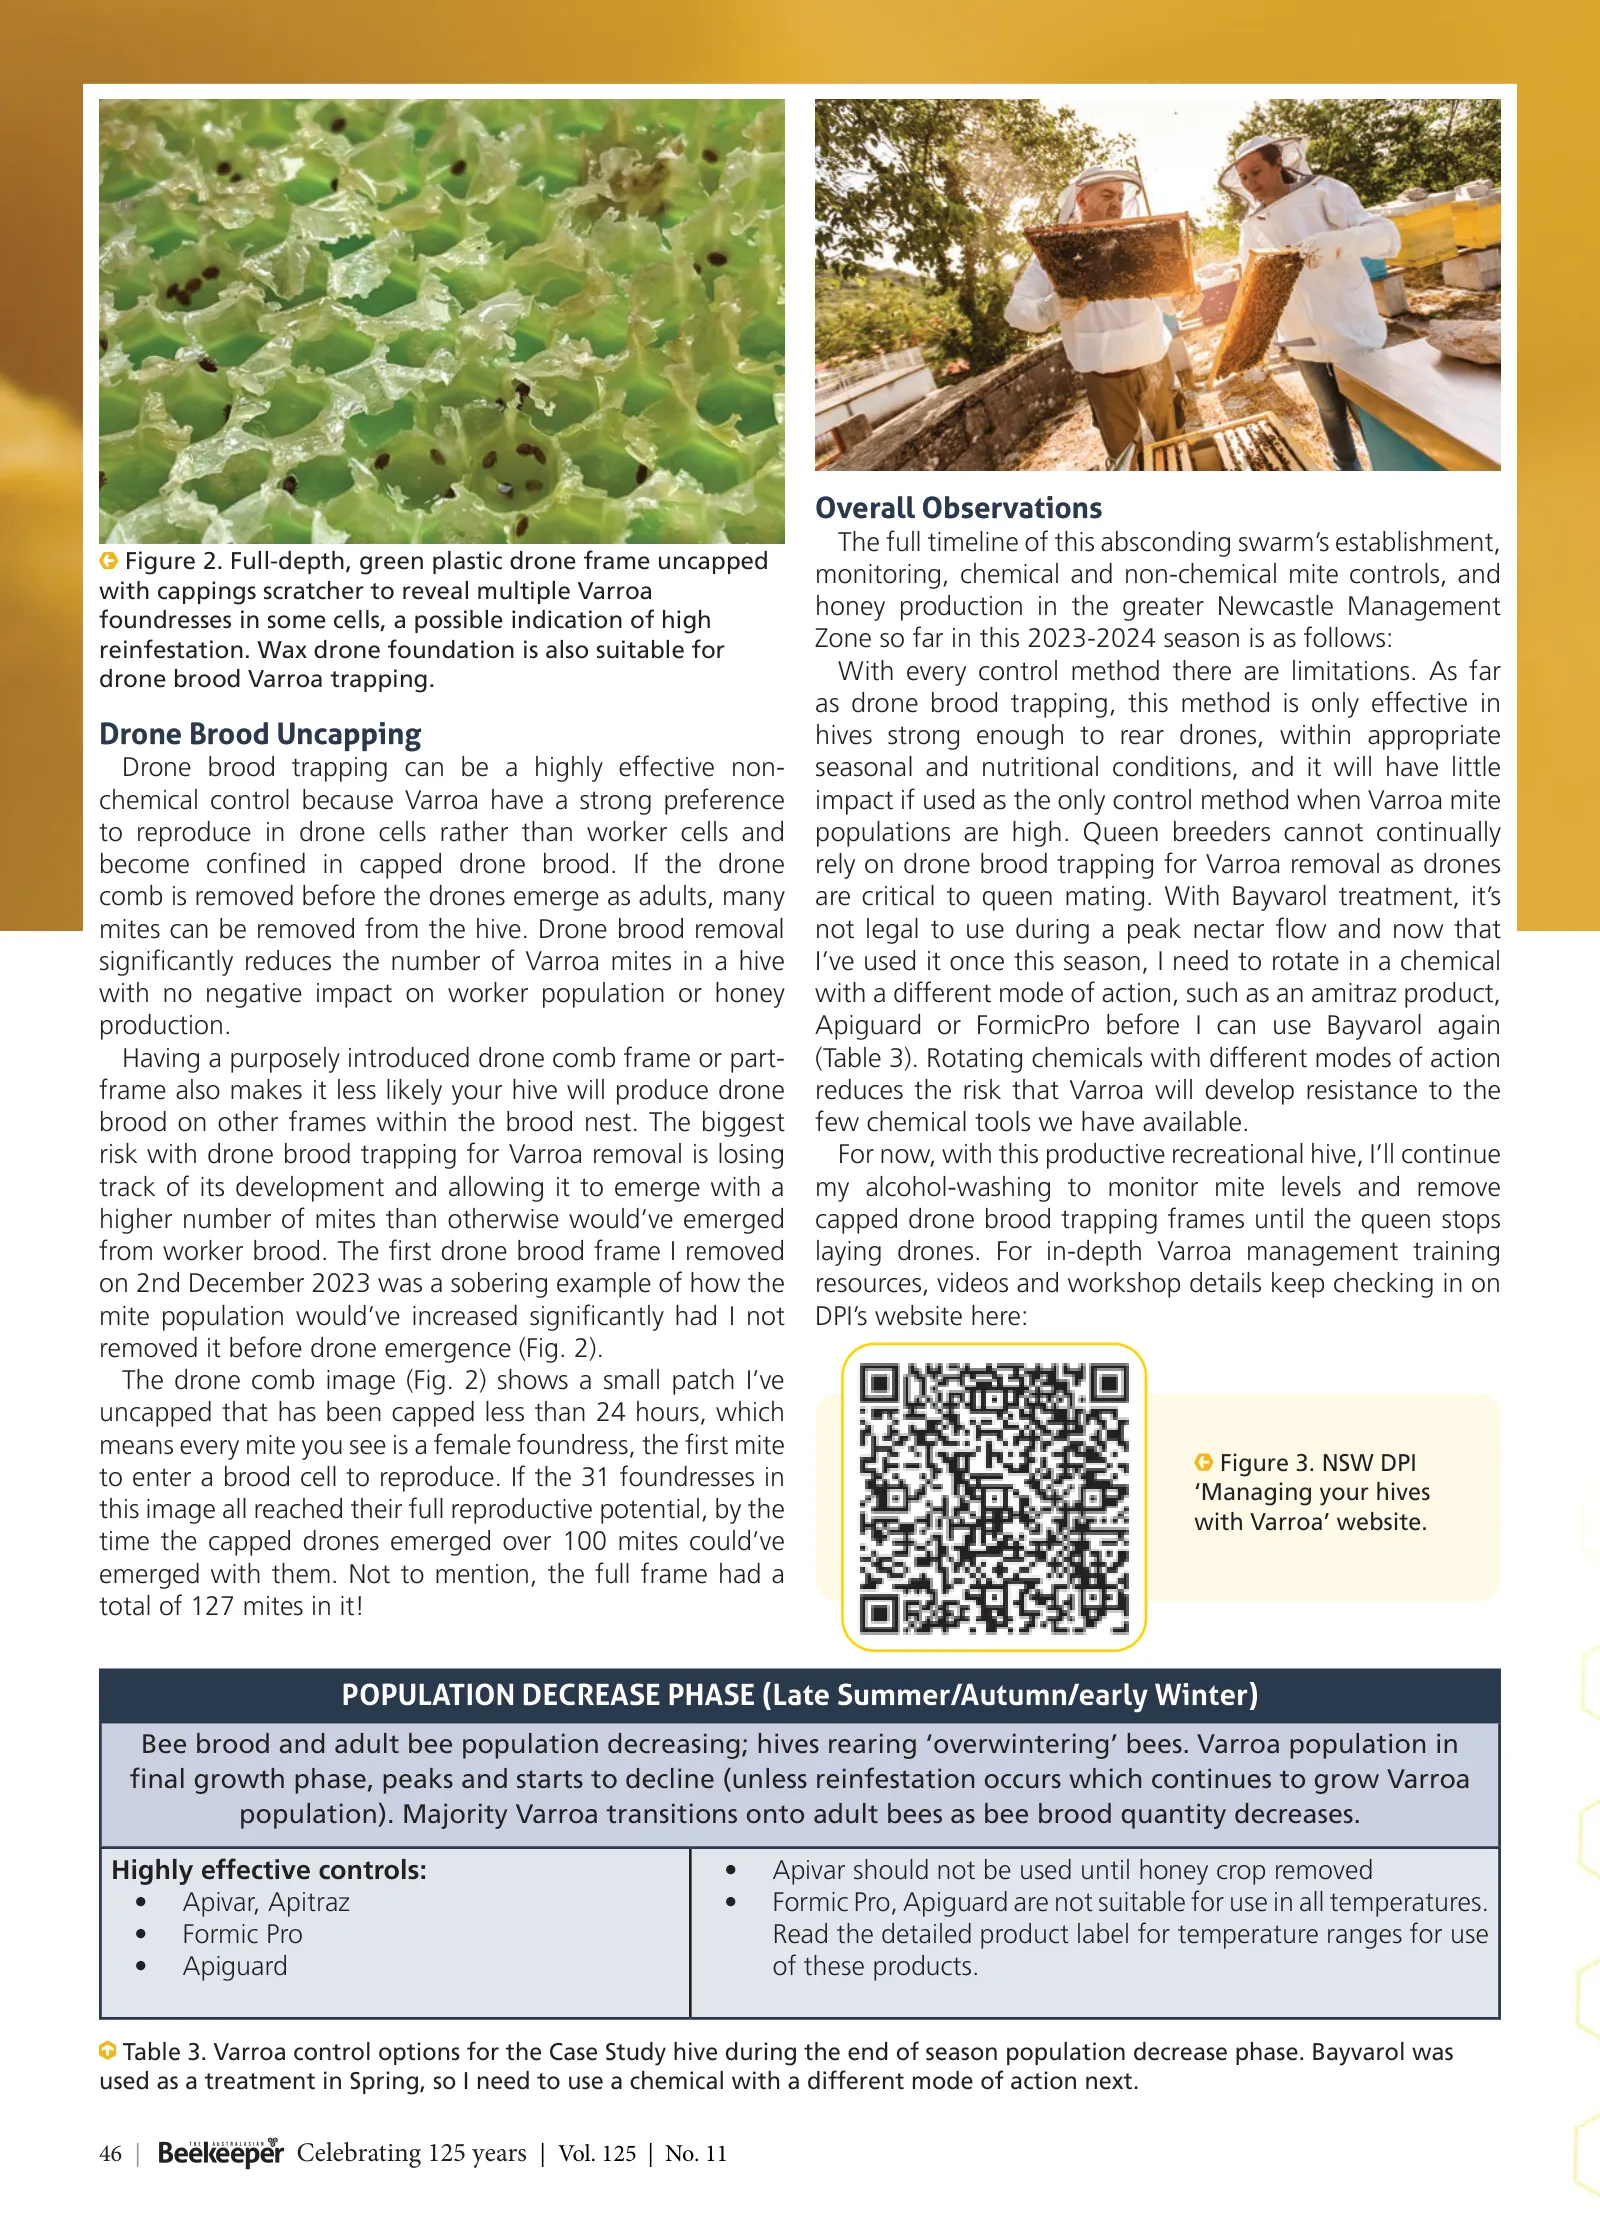 Figure 2. Full-depth, green plastic drone frame uncapped
with cappings scratcher to reveal multiple Varroa
foundresses in some cells, a possible indication of high
reinfestation. Wax drone foundation is also suitable for
drone brood Varroa trapping.
Drone Brood Uncapping
Drone brood trapping can be a highly effective non-
chemical control because Varroa have a strong preference
to reproduce in drone cells rather than worker cells and
become confined in capped drone brood. If the drone
comb is removed before the drones emerge as adults, many
mites can be removed from the hive. Drone brood removal
significantly reduces the number of Varroa mites in a hive
with no negative impact on worker population or honey
production.
Having a purposely introduced drone comb frame or part-
frame also makes it less likely your hive will produce drone
brood on other frames within the brood nest. The biggest
risk with drone brood trapping for Varroa removal is losing
track of its development and allowing it to emerge with a
higher number of mites than otherwise would've emerged
from worker brood. The first drone brood frame I removed
on 2nd December 2023 was a sobering example of how the
mite population would've increased significantly had I not
removed it before drone emergence (Fig. 2).
The drone comb image (Fig. 2) shows a small patch I've
uncapped that has been capped less than 24 hours, which
means every mite you see is a female foundress, the first mite
to enter a brood cell to reproduce. If the 31 foundresses in
this image all reached their full reproductive potential, by the
time the capped drones emerged over 100 mites could've
emerged with them. Not to mention, the full frame had a
total of 127 mites in it!
Overall Observations
The full timeline of this absconding swarm's establishment,
monitoring, chemical and non-chemical mite controls, and
honey production in the greater Newcastle Management
Zone so far in this 2023-2024 season is as follows:
With every control method there are limitations. As far
as drone brood trapping, this method is only effective in
hives strong enough to rear drones, within appropriate
seasonal and nutritional conditions, and it will have little
impact if used as the only control method when Varroa mite
populations are high. Queen breeders cannot continually
rely on drone brood trapping for Varroa removal as drones
are critical to queen mating. With Bayvarol treatment, it's
not legal to use during a peak nectar flow and now that
I've used it once this season, I need to rotate in a chemical
with a different mode of action, such as an amitraz product,
Apiguard or FormicPro before I can use Bayvarol again
(Table 3). Rotating chemicals with different modes of action
reduces the risk that Varroa will develop resistance to the
few chemical tools we have available.
For now, with this productive recreational hive, I'll continue
my alcohol-washing to monitor mite levels and remove
capped drone brood trapping frames until the queen stops
laying drones. For in-depth Varroa management training
resources, videos and workshop details keep checking in on
DPI's website here:
Figure 3. NSW DPI
'Managing your hives
with Varroa' website.
POPULATION DECREASE PHASE (Late Summer/Autumn/early Winter)
Bee brood and adult bee population decreasing; hives rearing 'overwintering' bees. Varroa population in
final growth phase, peaks and starts to decline (unless reinfestation occurs which continues to grow Varroa
population). Majority Varroa transitions onto adult bees as bee brood quantity decreases.
Highly effective controls:
• Apivar, Apitraz
• Formic Pro
• Apiguard
• Apivar should not be used until honey crop removed
• Formic Pro, Apiguard are not suitable for use in all temperatures.
Read the detailed product label for temperature ranges for use
of these products.
Table 3. Varroa control options for the Case Study hive during the end of season population decrease phase. Bayvarol was
used as a treatment in Spring, so I need to use a chemical with a different mode of action next.
46 | THE AUSTRALASIAN Beekeeper Celebrating 125 years | Vol. 125 | No. 11